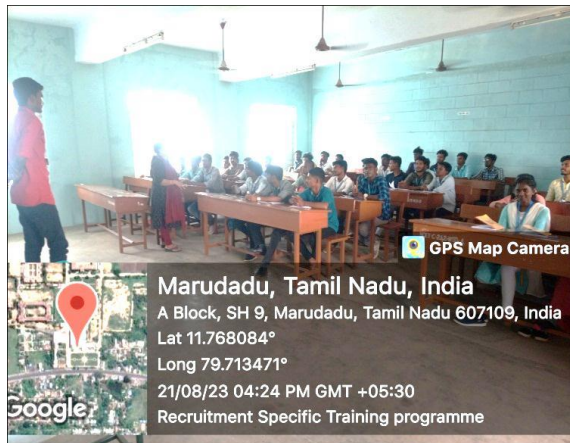 GPS Map Camera
Marudadu, Tamil Nadu, India
A Block, SH 9, Marudadu, Tamil Nadu 607109, India
Lat 11.768084°
Long 79.713471°
21/08/23 04:24 PM GMT +05:30
Recruitment Specific Training programme
Google